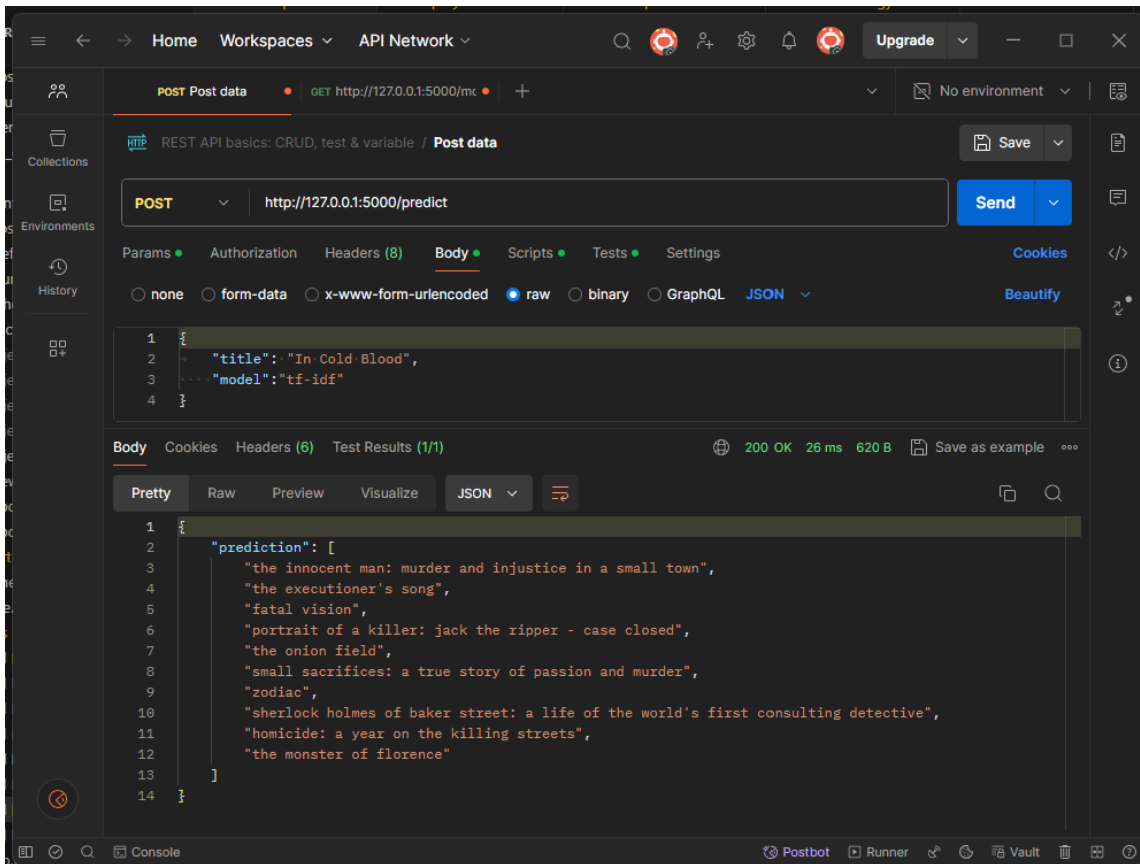 Home Workspaces API Network Upgrade
POST Post data GET http://127.0.0.1:5000/mc No environment
REST API basics: CRUD, test & variable / Post data Save
Collections
POST http://127.0.0.1:5000/predict Send
Environments
Params Authorization Headers (8) Body Scripts Tests Settings Cookies
History
none form-data x-www-form-urlencoded raw binary GraphQL JSON Beautify
1 {
2 "title": "In Cold Blood",
3 "model":"tf-idf"
4 }
Body Cookies Headers (6) Test Results (1/1) 200 OK 26 ms 620 B Save as example
Pretty Raw Preview Visualize JSON
1 {
2 "prediction": [
3 "the innocent man: murder and injustice in a small town",
4 "the executioner's song",
5 "fatal vision",
6 "portrait of a killer: jack the ripper - case closed",
7 "the onion field",
8 "small sacrifices: a true story of passion and murder",
9 "zodiac",
10 "sherlock holmes of baker street: a life of the world's first consulting detective",
11 "homicide: a year on the killing streets",
12 "the monster of florence"
13 ]
14 }
Console Postbot Runner Vault